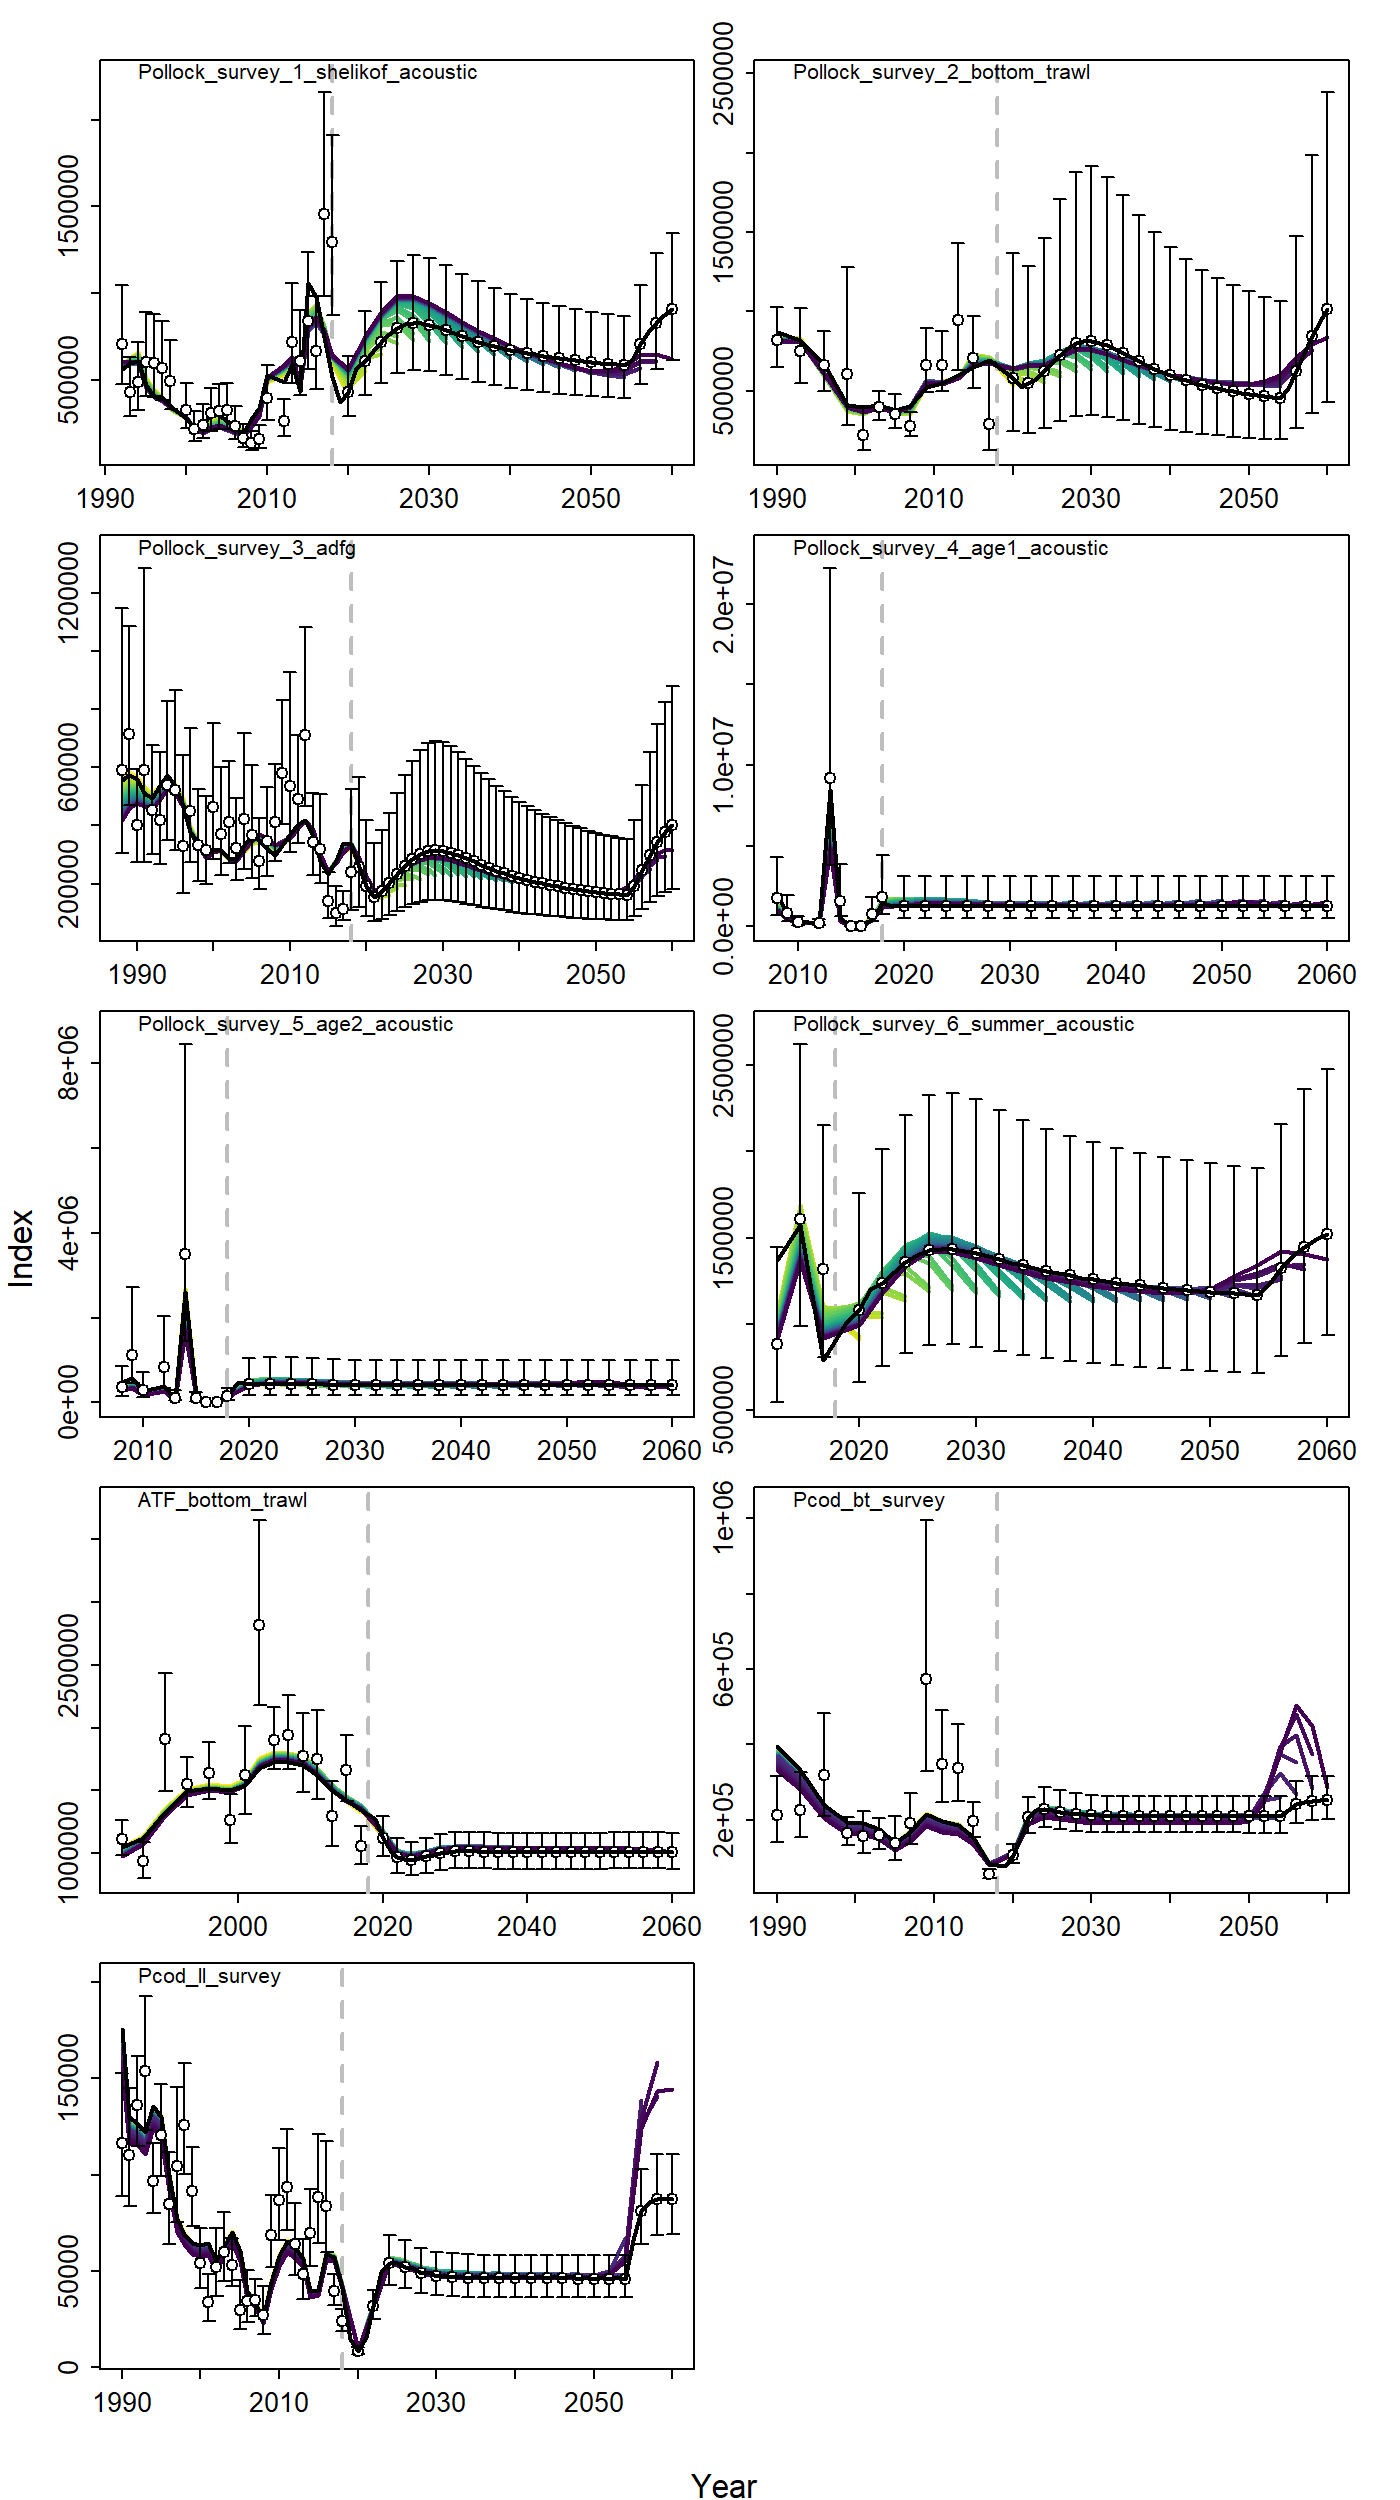 Pollock_survey_1_shelikof_acoustic
500000 1500000
1990 2010 2030 2050
Pollock_survey_2_bottom_trawl
500000 1500000 2500000
1990 2010 2030 2050
Pollock_survey_3_adfg
200000 600000 1200000
1990 2010 2030 2050
Pollock_survey_4_age1_acoustic
0.0e+00 1.0e+07 2.0e+07
2010 2020 2030 2040 2050 2060
Pollock_survey_5_age2_acoustic
0e+00 4e+06 8e+06
2010 2020 2030 2040 2050 2060
Pollock_survey_6_summer_acoustic
500000 1500000 2500000
2020 2030 2040 2050 2060
ATF_bottom_trawl
1000000 2500000
2000 2020 2040 2060
Pcod_bt_survey
2e+05 6e+05 1e+06
1990 2010 2030 2050
Pcod_ll_survey
0 50000 150000
1990 2010 2030 2050
Index
Year